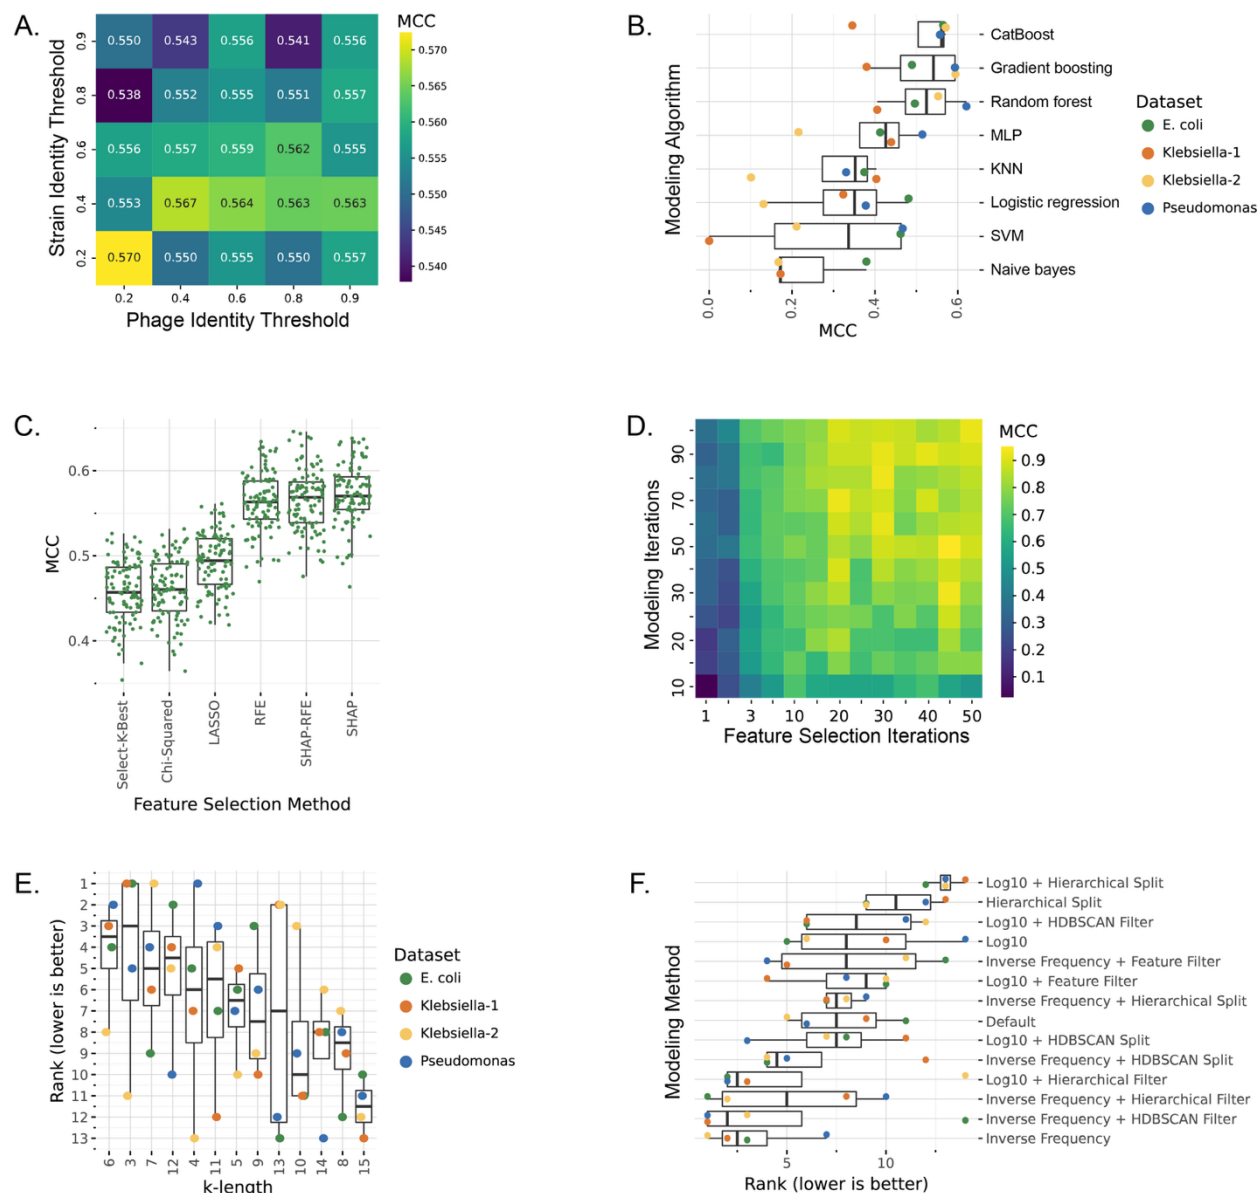 A.
Strain Identity Threshold
0.9
0.8
0.6
0.4
0.2
0.550 0.543 0.556 0.541 0.556
0.538 0.552 0.555 0.551 0.557
0.556 0.557 0.559 0.562 0.555
0.553 0.567 0.564 0.563 0.563
0.570 0.550 0.555 0.550 0.557
0.2 0.4 0.6 0.8 0.9
Phage Identity Threshold
MCC
0.570
0.565
0.560
0.555
0.550
0.545
0.540
B.
Modeling Algorithm
CatBoost
Gradient boosting
Random forest
MLP
KNN
Logistic regression
SVM
Naive bayes
0.0 0.2 0.4 0.6
MCC
Dataset
E. coli
Klebsiella-1
Klebsiella-2
Pseudomonas
C.
MCC
0.6
0.5
0.4
Select-K-Best
Chi-Squared
LASSO
RFE
SHAP-RFE
SHAP
Feature Selection Method
D.
Modeling Iterations
90
70
50
30
20
10
1 3 10 20 30 40 50
Feature Selection Iterations
MCC
0.9
0.8
0.7
0.6
0.5
0.4
0.3
0.2
0.1
E.
Rank (lower is better)
1
2
3
4
5
6
7
8
9
10
11
12
13
6 3 7 12 4 11 5 9 13 10 14 8 15
k-length
Dataset
E. coli
Klebsiella-1
Klebsiella-2
Pseudomonas
F.
Modeling Method
Log10 + Hierarchical Split
Hierarchical Split
Log10 + HDBSCAN Filter
Log10
Inverse Frequency + Feature Filter
Log10 + Feature Filter
Inverse Frequency + Hierarchical Split
Default
Log10 + HDBSCAN Split
Inverse Frequency + HDBSCAN Split
Log10 + Hierarchical Filter
Inverse Frequency + Hierarchical Filter
Inverse Frequency + HDBSCAN Filter
Inverse Frequency
5 10
Rank (lower is better)